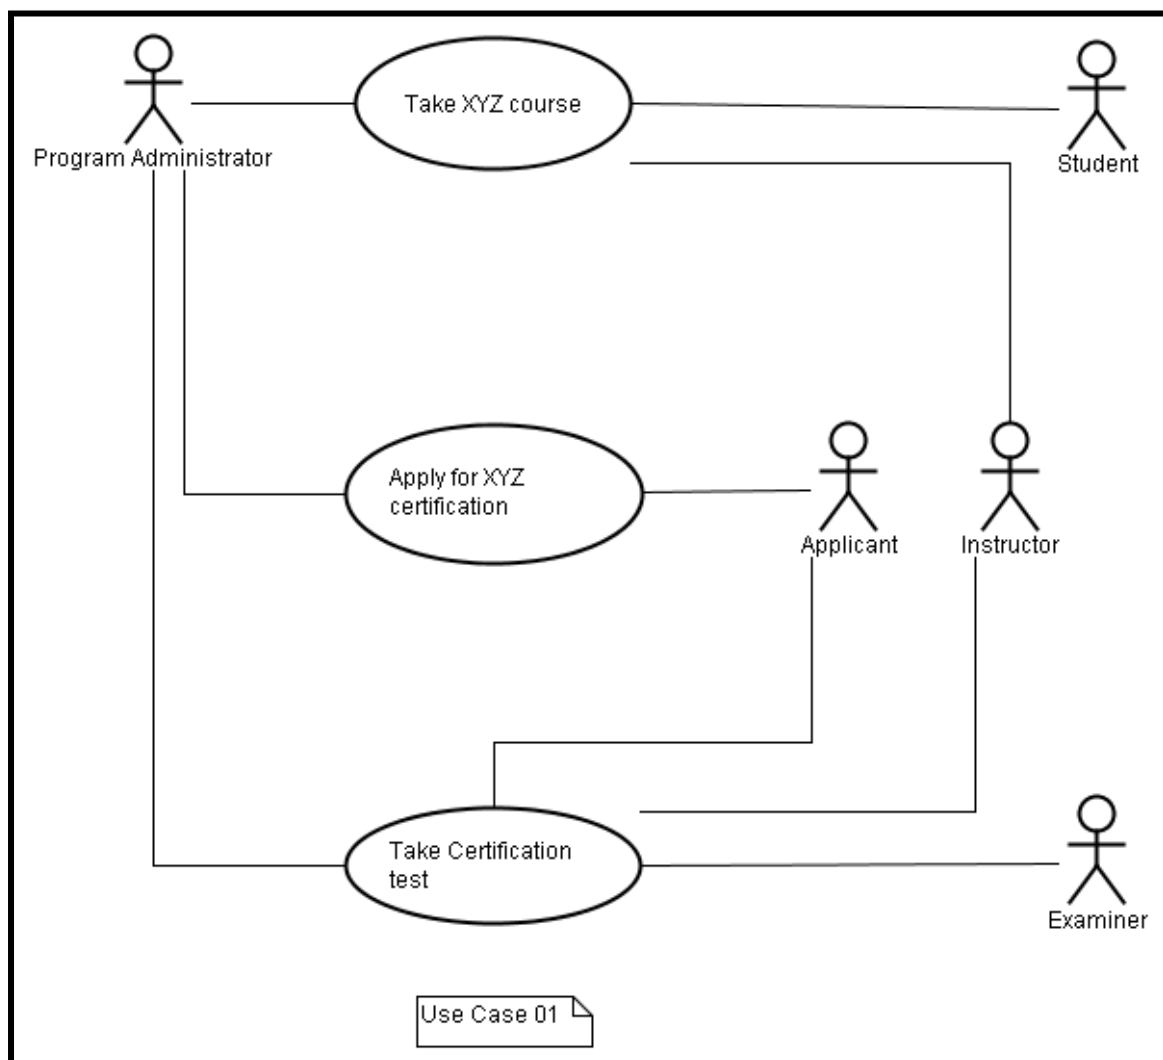 Take XYZ course
Program Administrator
Student
Apply for XYZ
certification
Applicant
Instructor
Take Certification
test
Examiner
Use Case 01